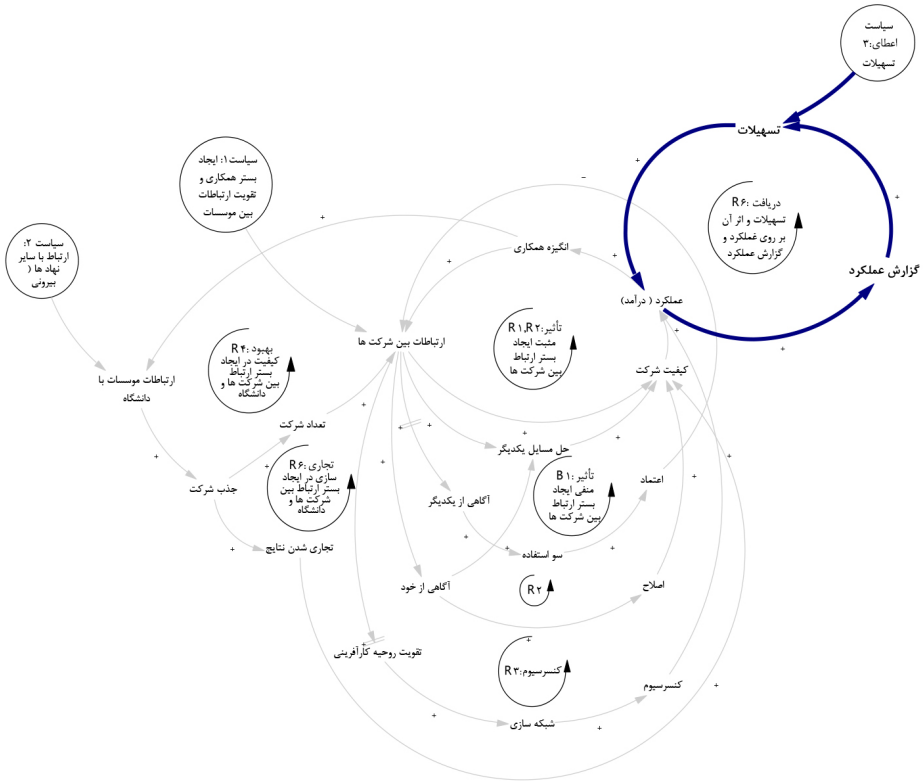 سیاست
اعطای:۳
تسهیلات
تسهیلات
سیاست۱: ایجاد
بستر همکاری و
تقویت ارتباطات
بین موسسات
دریافت :R۶
تسهیلات و اثر آن
بر روی غملکرد و
گزارش عملکرد
سیاست ۲:
ارتباط با سایر
نهاد ها (
بیرونی
انگیزه همکاری
گزارش عملکرد
عملکرد ( درآمد)
ارتباطات بین شرکت ها
تأثیر:R۱,R۲
مثبت ایجاد
بستر ارتباط
بین شرکت ها
بهبود :R۴
کیفیت در ایجاد
بستر ارتباط
بین شرکت ها و
دانشگاه
کیفیت شرکت
ارتباطات موسسات با
دانشگاه
تعداد شرکت
حل مسایل یکدیگر
تجاری :R۶
سازی در ایجاد
بستر ارتباط بین
شرکت ها و
دانشگاه
تأثیر: B۱
منفی ایجاد
بستر ارتباط
بین شرکت ها
اعتماد
جذب شرکت
آگاهی از یکدیگر
تجاری شدن نتایج
سو استفاده
آگاهی از خود
R۲
اصلاح
تقویت روحیه کارآفرینی
کنسرسیوم:R۳
کنسرسیوم
شبکه سازی